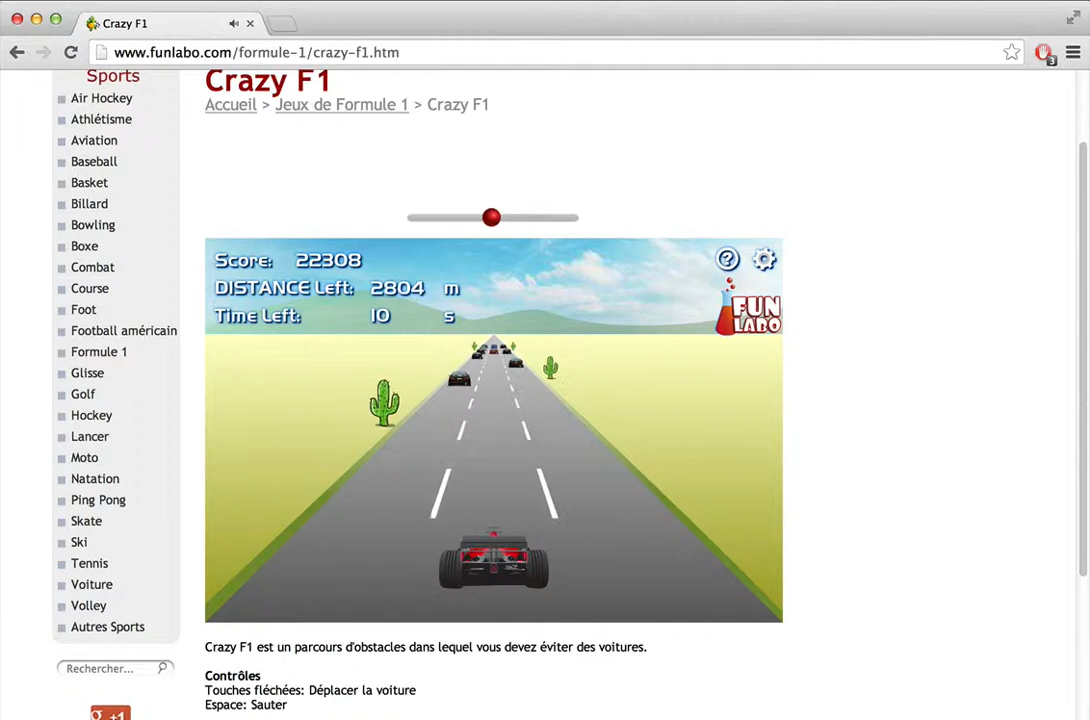 Crazy F1
www.funlabo.com/formule-1/crazy-f1.htm
3
Sports
Air Hockey
Athlétisme
Aviation
Baseball
Basket
Billard
Bowling
Boxe
Combat
Course
Foot
Football américain
Formule 1
Glisse
Golf
Hockey
Lancer
Moto
Natation
Ping Pong
Skate
Ski
Tennis
Voiture
Volley
Autres Sports
Rechercher...
g +1
Crazy F1
Accueil > Jeux de Formule 1 > Crazy F1
Score: 22308
DISTANCE Left: 2804 m
Time Left: 10 s
?
FUN
LABO
Crazy F1 est un parcours d'obstacles dans lequel vous devez éviter des voitures.
Contrôles
Touches fléchées: Déplacer la voiture
Espace: Sauter